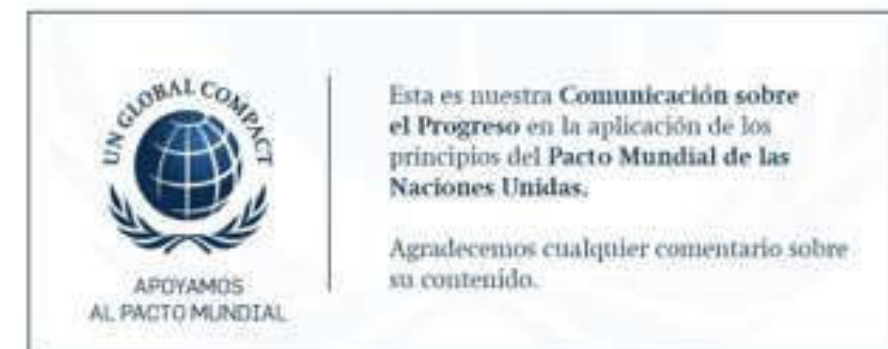 UN GLOBAL COMPACT
APOYAMOS
AL PACTO MUNDIAL
Esta es nuestra Comunicación sobre
el Progreso en la aplicación de los
principios del Pacto Mundial de las
Naciones Unidas.
Agradecemos cualquier comentario sobre
su contenido.